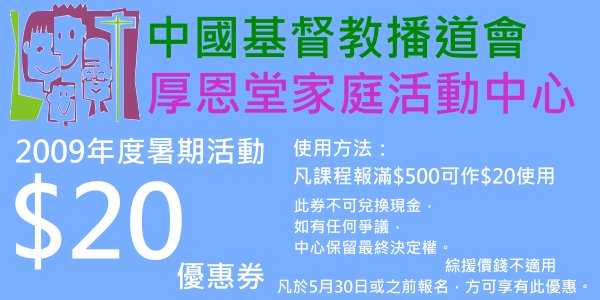 中國基督教播道會
厚恩堂家庭活動中心
2009年度暑期活動
$20
優惠券
使用方法：
凡課程報滿$500可作$20使用
此券不可兌換現金，
如有任何爭議，
中心保留最終決定權。
綜援價錢不適用
凡於5月30日或之前報名，方可享有此優惠。